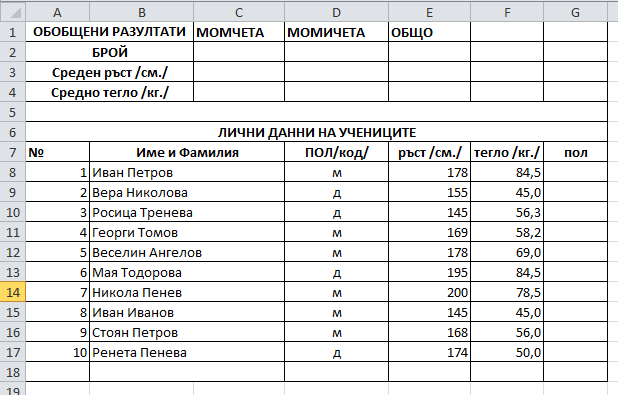 A B C D E F G
1 ОБОБЩЕНИ РАЗУЛТАТИ МОМЧЕТА МОМИЧЕТА ОБЩО
2 БРОЙ
3 Среден ръст /см./
4 Средно тегло /кг./
5
6 ЛИЧНИ ДАННИ НА УЧЕНИЦИТЕ
7 № Име и Фамилия ПОЛ/код/ ръст /см./ тегло /кг./ пол
8 1 Иван Петров м 178 84,5
9 2 Вера Николова д 155 45,0
10 3 Росица Тренева д 145 56,3
11 4 Георги Томов м 169 58,2
12 5 Веселин Ангелов м 178 69,0
13 6 Мая Тодорова д 195 84,5
14 7 Никола Пенев м 200 78,5
15 8 Иван Иванов м 145 45,0
16 9 Стоян Петров м 168 56,0
17 10 Ренета Пенева д 174 50,0
18
19